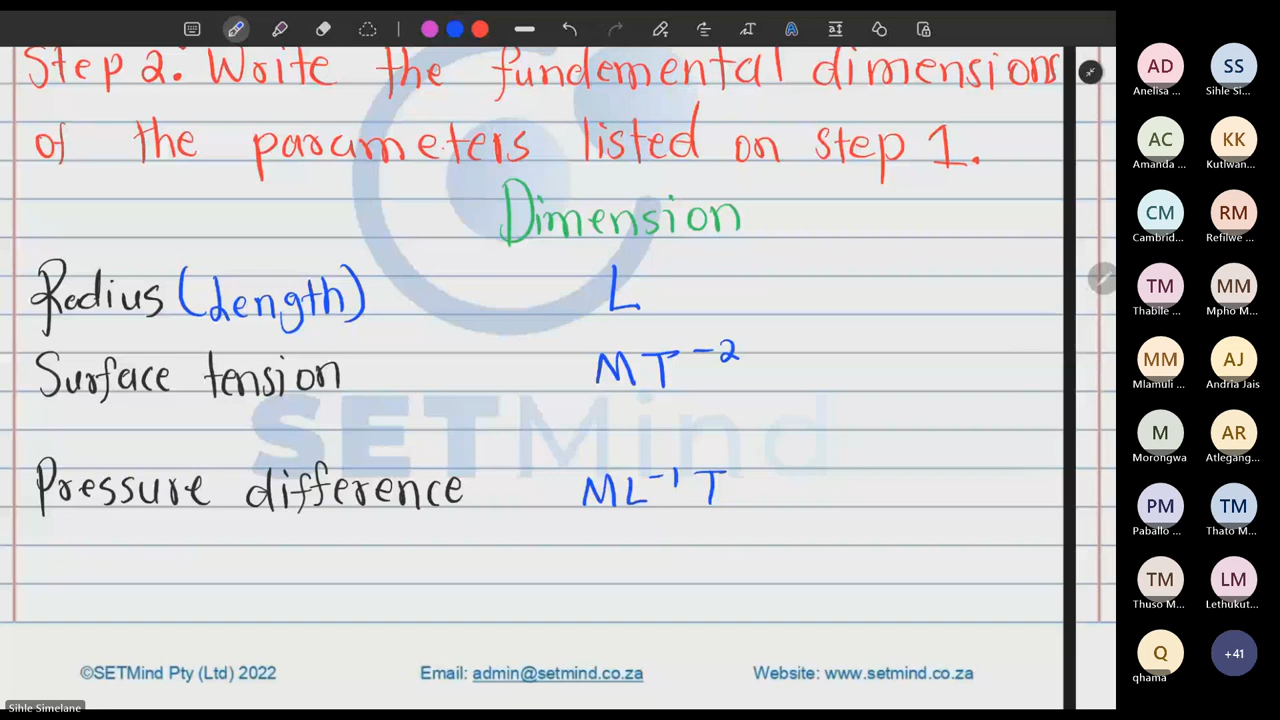 Step 2: Write the fundemental dimensions
of the parameters listed on step 1.
Dimension
Radius (Length) L
Surface tension MT⁻²
SETMind
Pressure difference ML⁻¹T
©SETMind Pty (Ltd) 2022 Email: admin@setmind.co.za Website: www.setmind.co.za
Sihle Simelane
AD SS
Anelisa ... Sihle Si...
AC KK
Amanda ... Kutlwan...
CM RM
Cambrid... Refilwe ...
TM MM
Thabile ... Mpho M...
MM AJ
Mlamuli ... Andria Jais
M AR
Morongwa Atlegang...
PM TM
Paballo ... Thato M...
TM LM
Thuso M... Lethukut...
Q +41
qhama